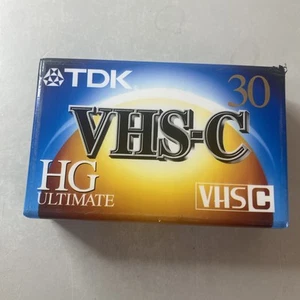 TDK
30
VHS-C
HG
ULTIMATE
VHS C